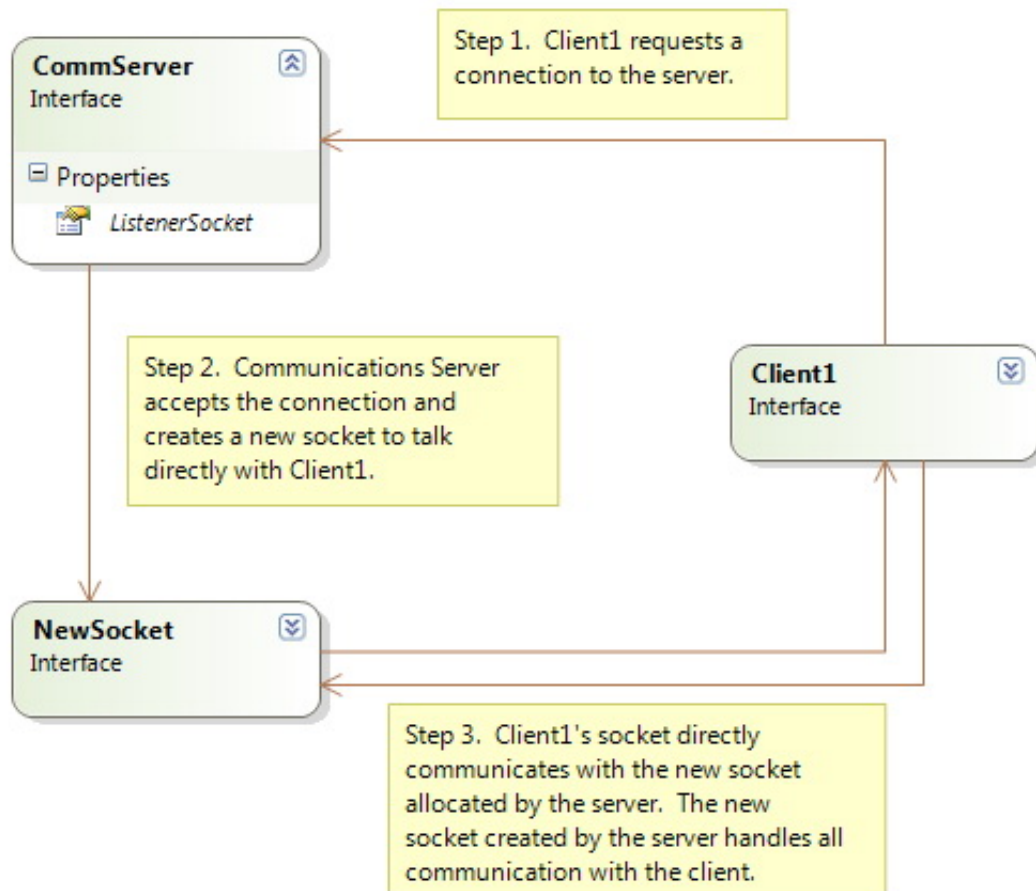 Step 1.  Client1 requests a
connection to the server.
CommServer
Interface
Properties
ListenerSocket
Step 2.  Communications Server
accepts the connection and
creates a new socket to talk
directly with Client1.
Client1
Interface
NewSocket
Interface
Step 3.  Client1's socket directly
communicates with the new socket
allocated by the server.  The new
socket created by the server handles all
communication with the client.